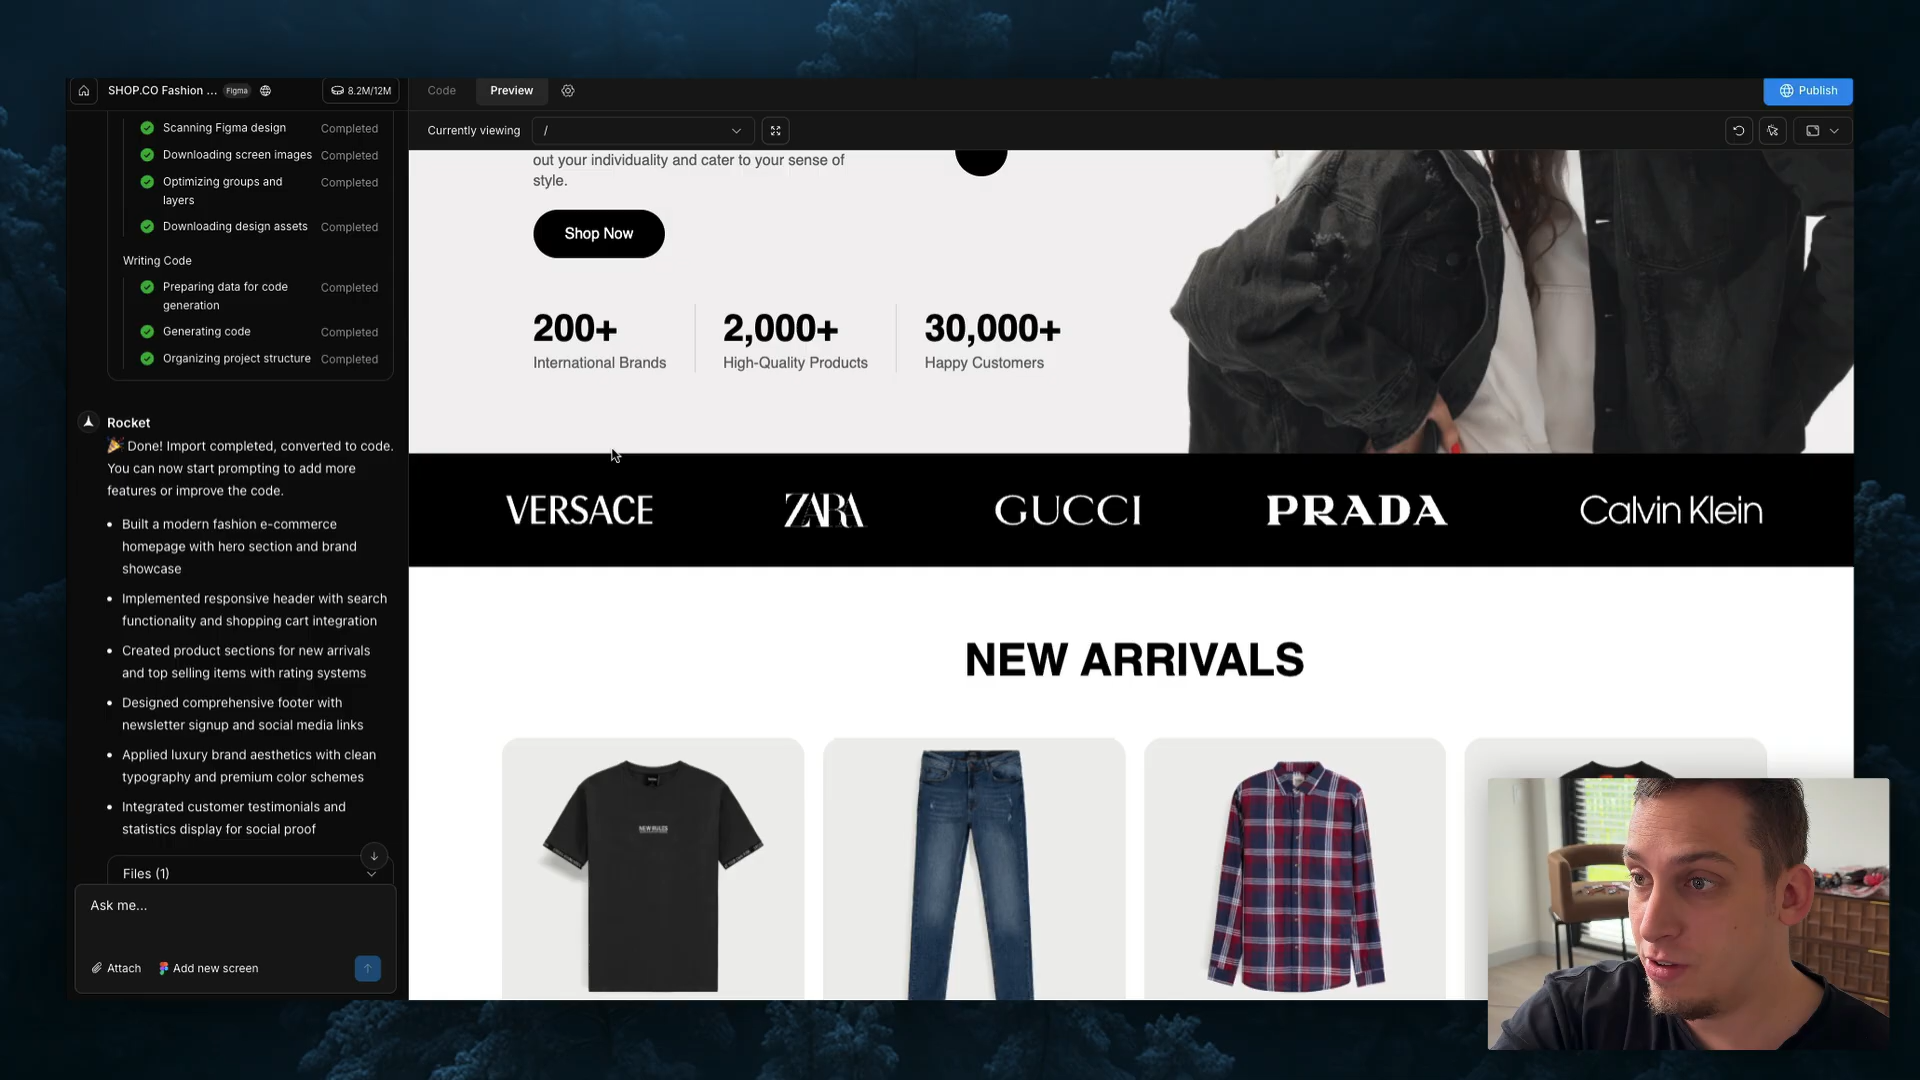 SHOP.CO Fashion ...
Figma
8.2M/12M
Code
Preview
Publish
Currently viewing
/
Scanning Figma design Completed
Downloading screen images Completed
Optimizing groups and Completed
layers
Downloading design assets Completed
Writing Code
Preparing data for code Completed
generation
Generating code Completed
Organizing project structure Completed
Rocket
Done! Import completed, converted to code.
You can now start prompting to add more
features or improve the code.
• Built a modern fashion e-commerce
homepage with hero section and brand
showcase
• Implemented responsive header with search
functionality and shopping cart integration
• Created product sections for new arrivals
and top selling items with rating systems
• Designed comprehensive footer with
newsletter signup and social media links
• Applied luxury brand aesthetics with clean
typography and premium color schemes
• Integrated customer testimonials and
statistics display for social proof
Files (1)
Ask me...
Attach
Add new screen
out your individuality and cater to your sense of
style.
Shop Now
200+ 2,000+ 30,000+
International Brands High-Quality Products Happy Customers
VERSACE ZARA GUCCI PRADA Calvin Klein
NEW ARRIVALS
NEW RULES